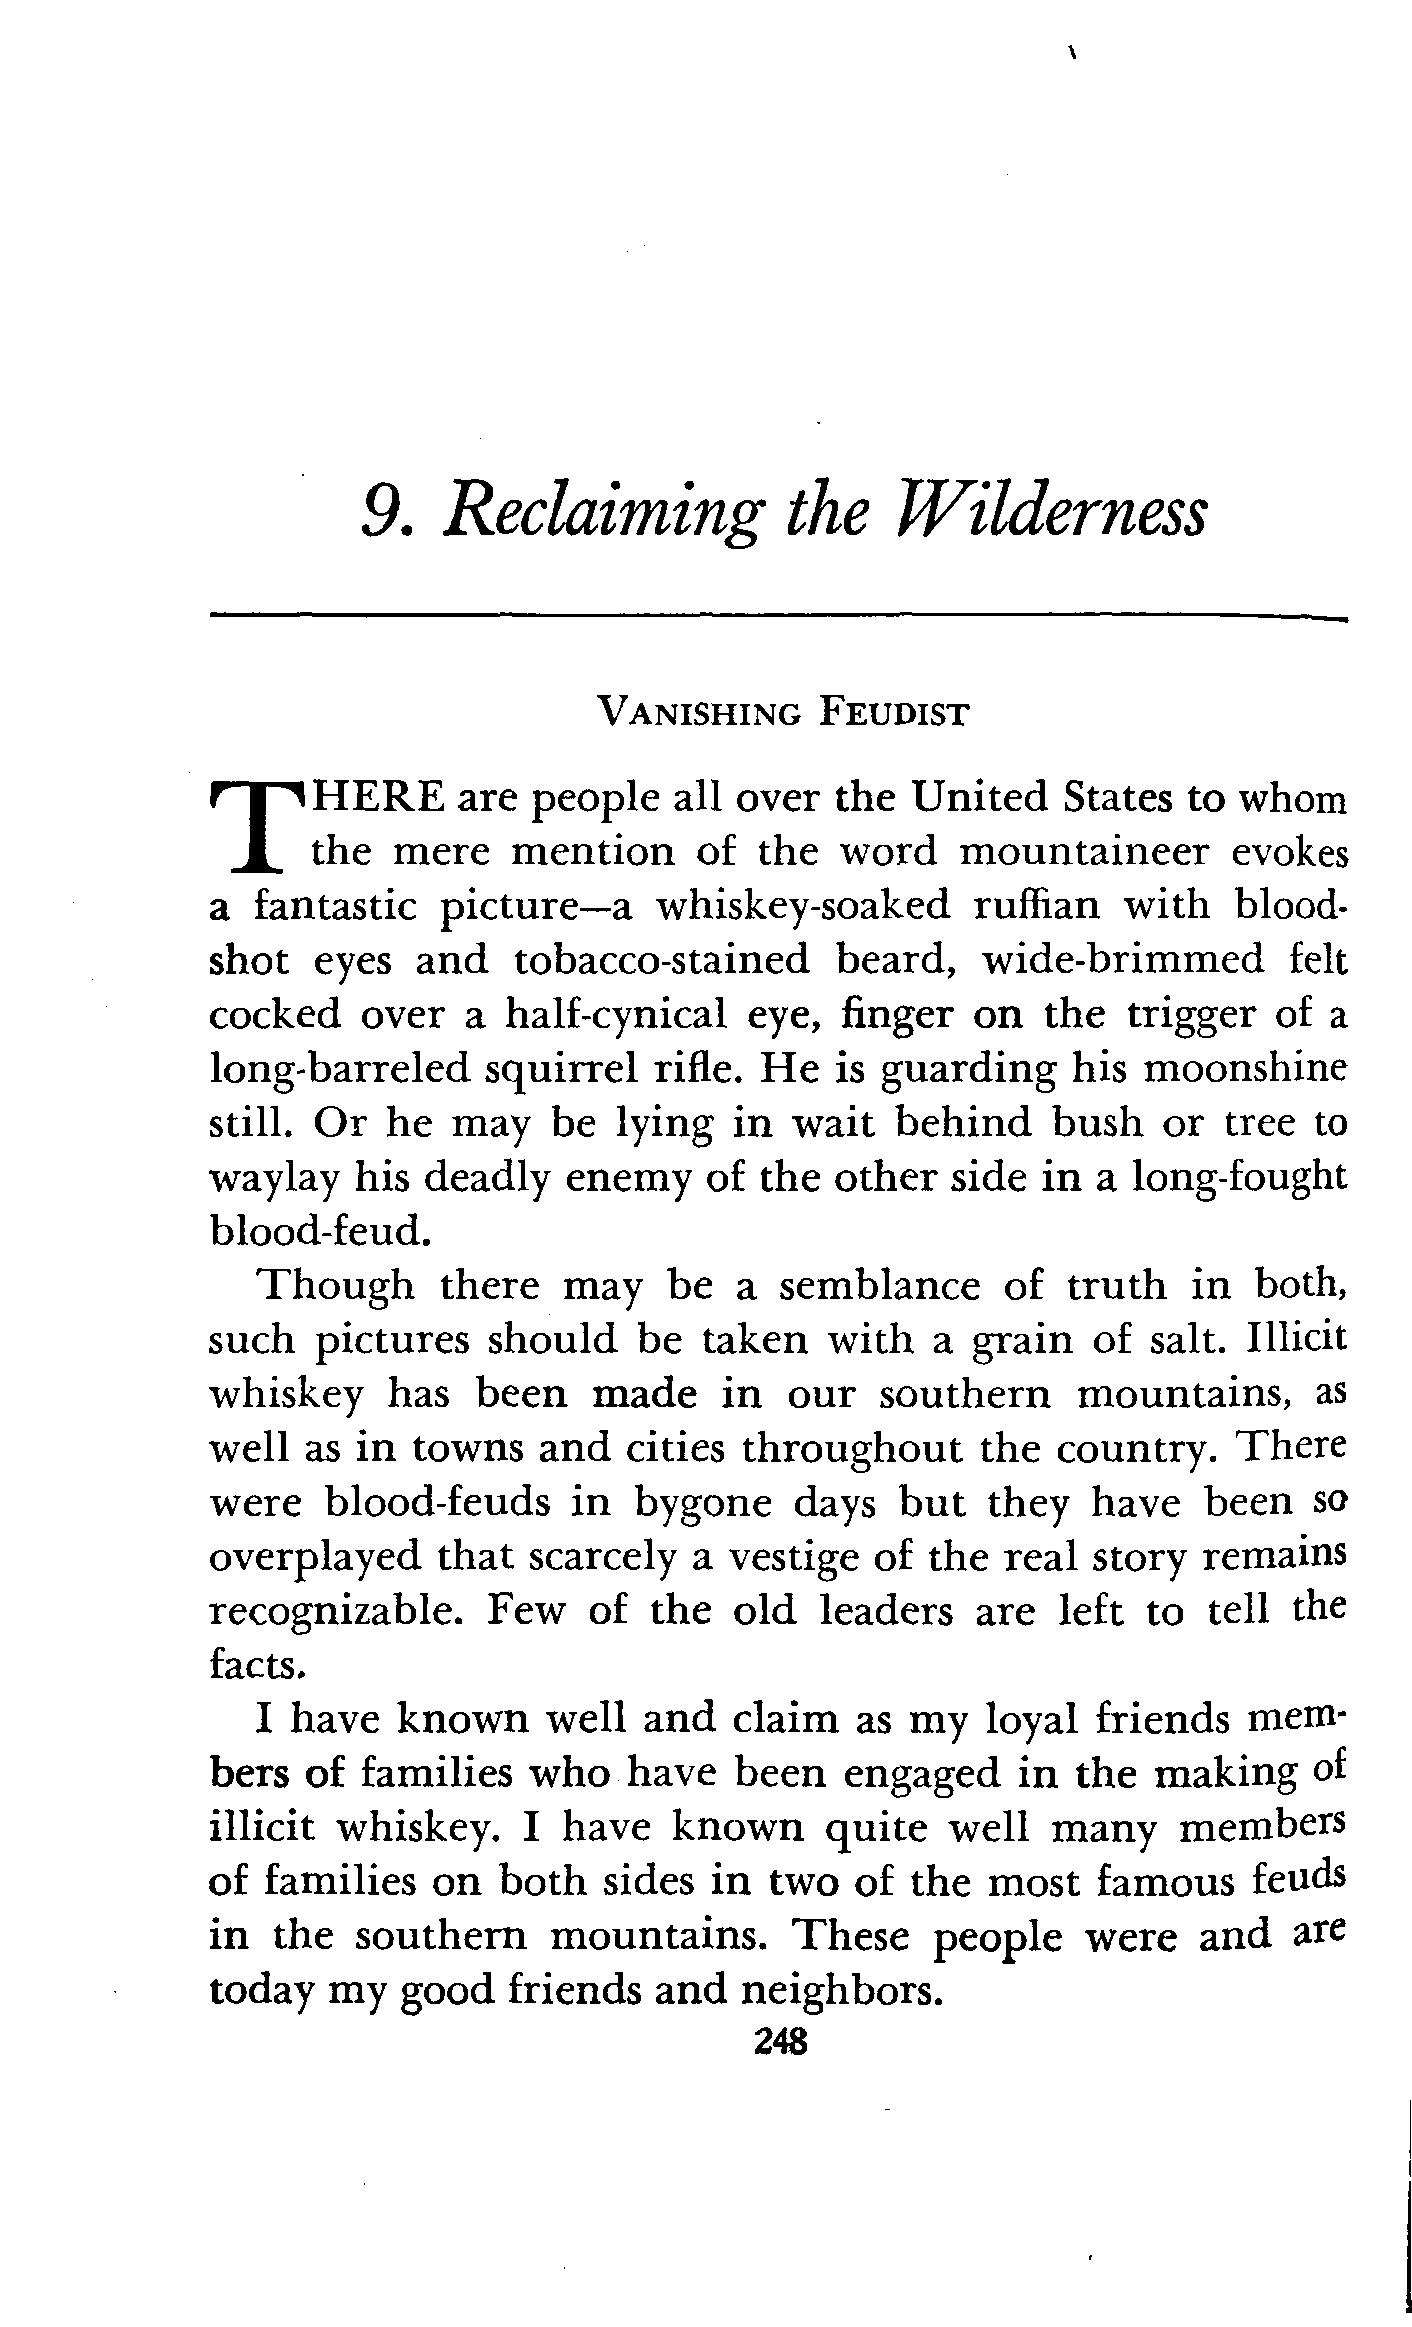 9. Reclaiming the Wilderness
VANISHING FEUDIST
THERE are people all over the United States to whom
the mere mention of the word mountaineer evokes
a fantastic picture—a whiskey-soaked ruffian with blood-
shot eyes and tobacco-stained beard, wide-brimmed felt
cocked over a half-cynical eye, finger on the trigger of a
long-barreled squirrel rifle. He is guarding his moonshine
still. Or he may be lying in wait behind bush or tree to
waylay his deadly enemy of the other side in a long-fought
blood-feud.
Though there may be a semblance of truth in both,
such pictures should be taken with a grain of salt. Illicit
whiskey has been made in our southern mountains, as
well as in towns and cities throughout the country. There
were blood-feuds in bygone days but they have been so
overplayed that scarcely a vestige of the real story remains
recognizable. Few of the old leaders are left to tell the
facts.
I have known well and claim as my loyal friends mem-
bers of families who have been engaged in the making of
illicit whiskey. I have known quite well many members
of families on both sides in two of the most famous feuds
in the southern mountains. These people were and are
today my good friends and neighbors.
248